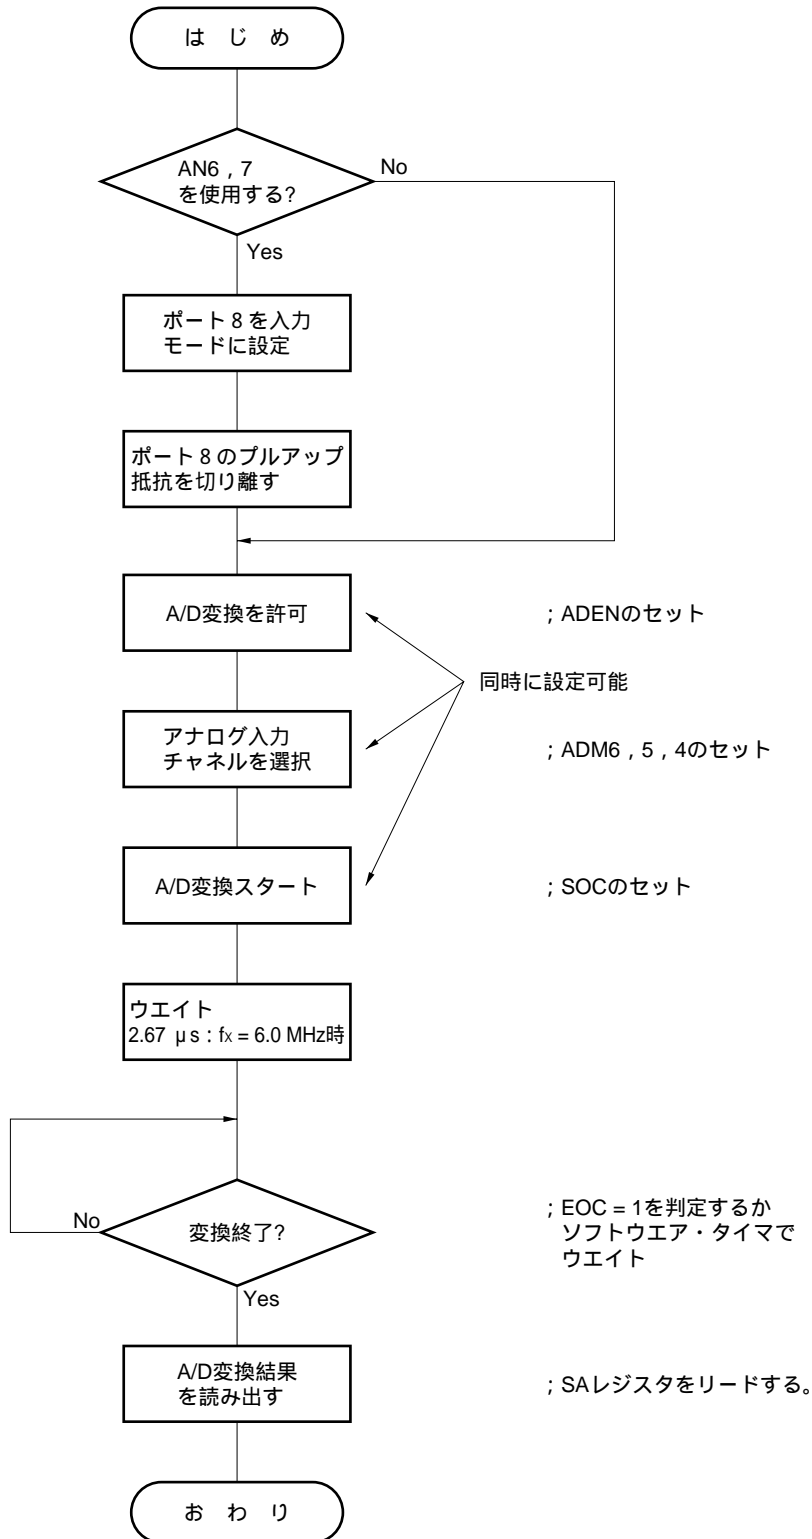 は じ め
AN6 , 7
を使用する?
No
Yes
ポート 8 を入力
モードに設定
ポート 8 のプルアップ
抵抗を切り離す
A/D変換を許可
; ADENのセット
同時に設定可能
アナログ入力
チャネルを選択
; ADM6 , 5 , 4のセット
A/D変換スタート
; SOCのセット
ウエイト
2.67 μs : fx = 6.0 MHz時
変換終了?
No
; EOC = 1を判定するか
ソフトウエア・タイマで
ウエイト
Yes
A/D変換結果
を読み出す
; SAレジスタをリードする。
お わ り